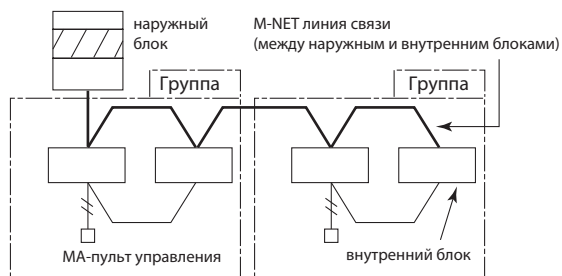 наружный
блок
M-NET линия связи
(между наружным и внутренним блоками)
Группа
Группа
МА-пульт управления
внутренний блок